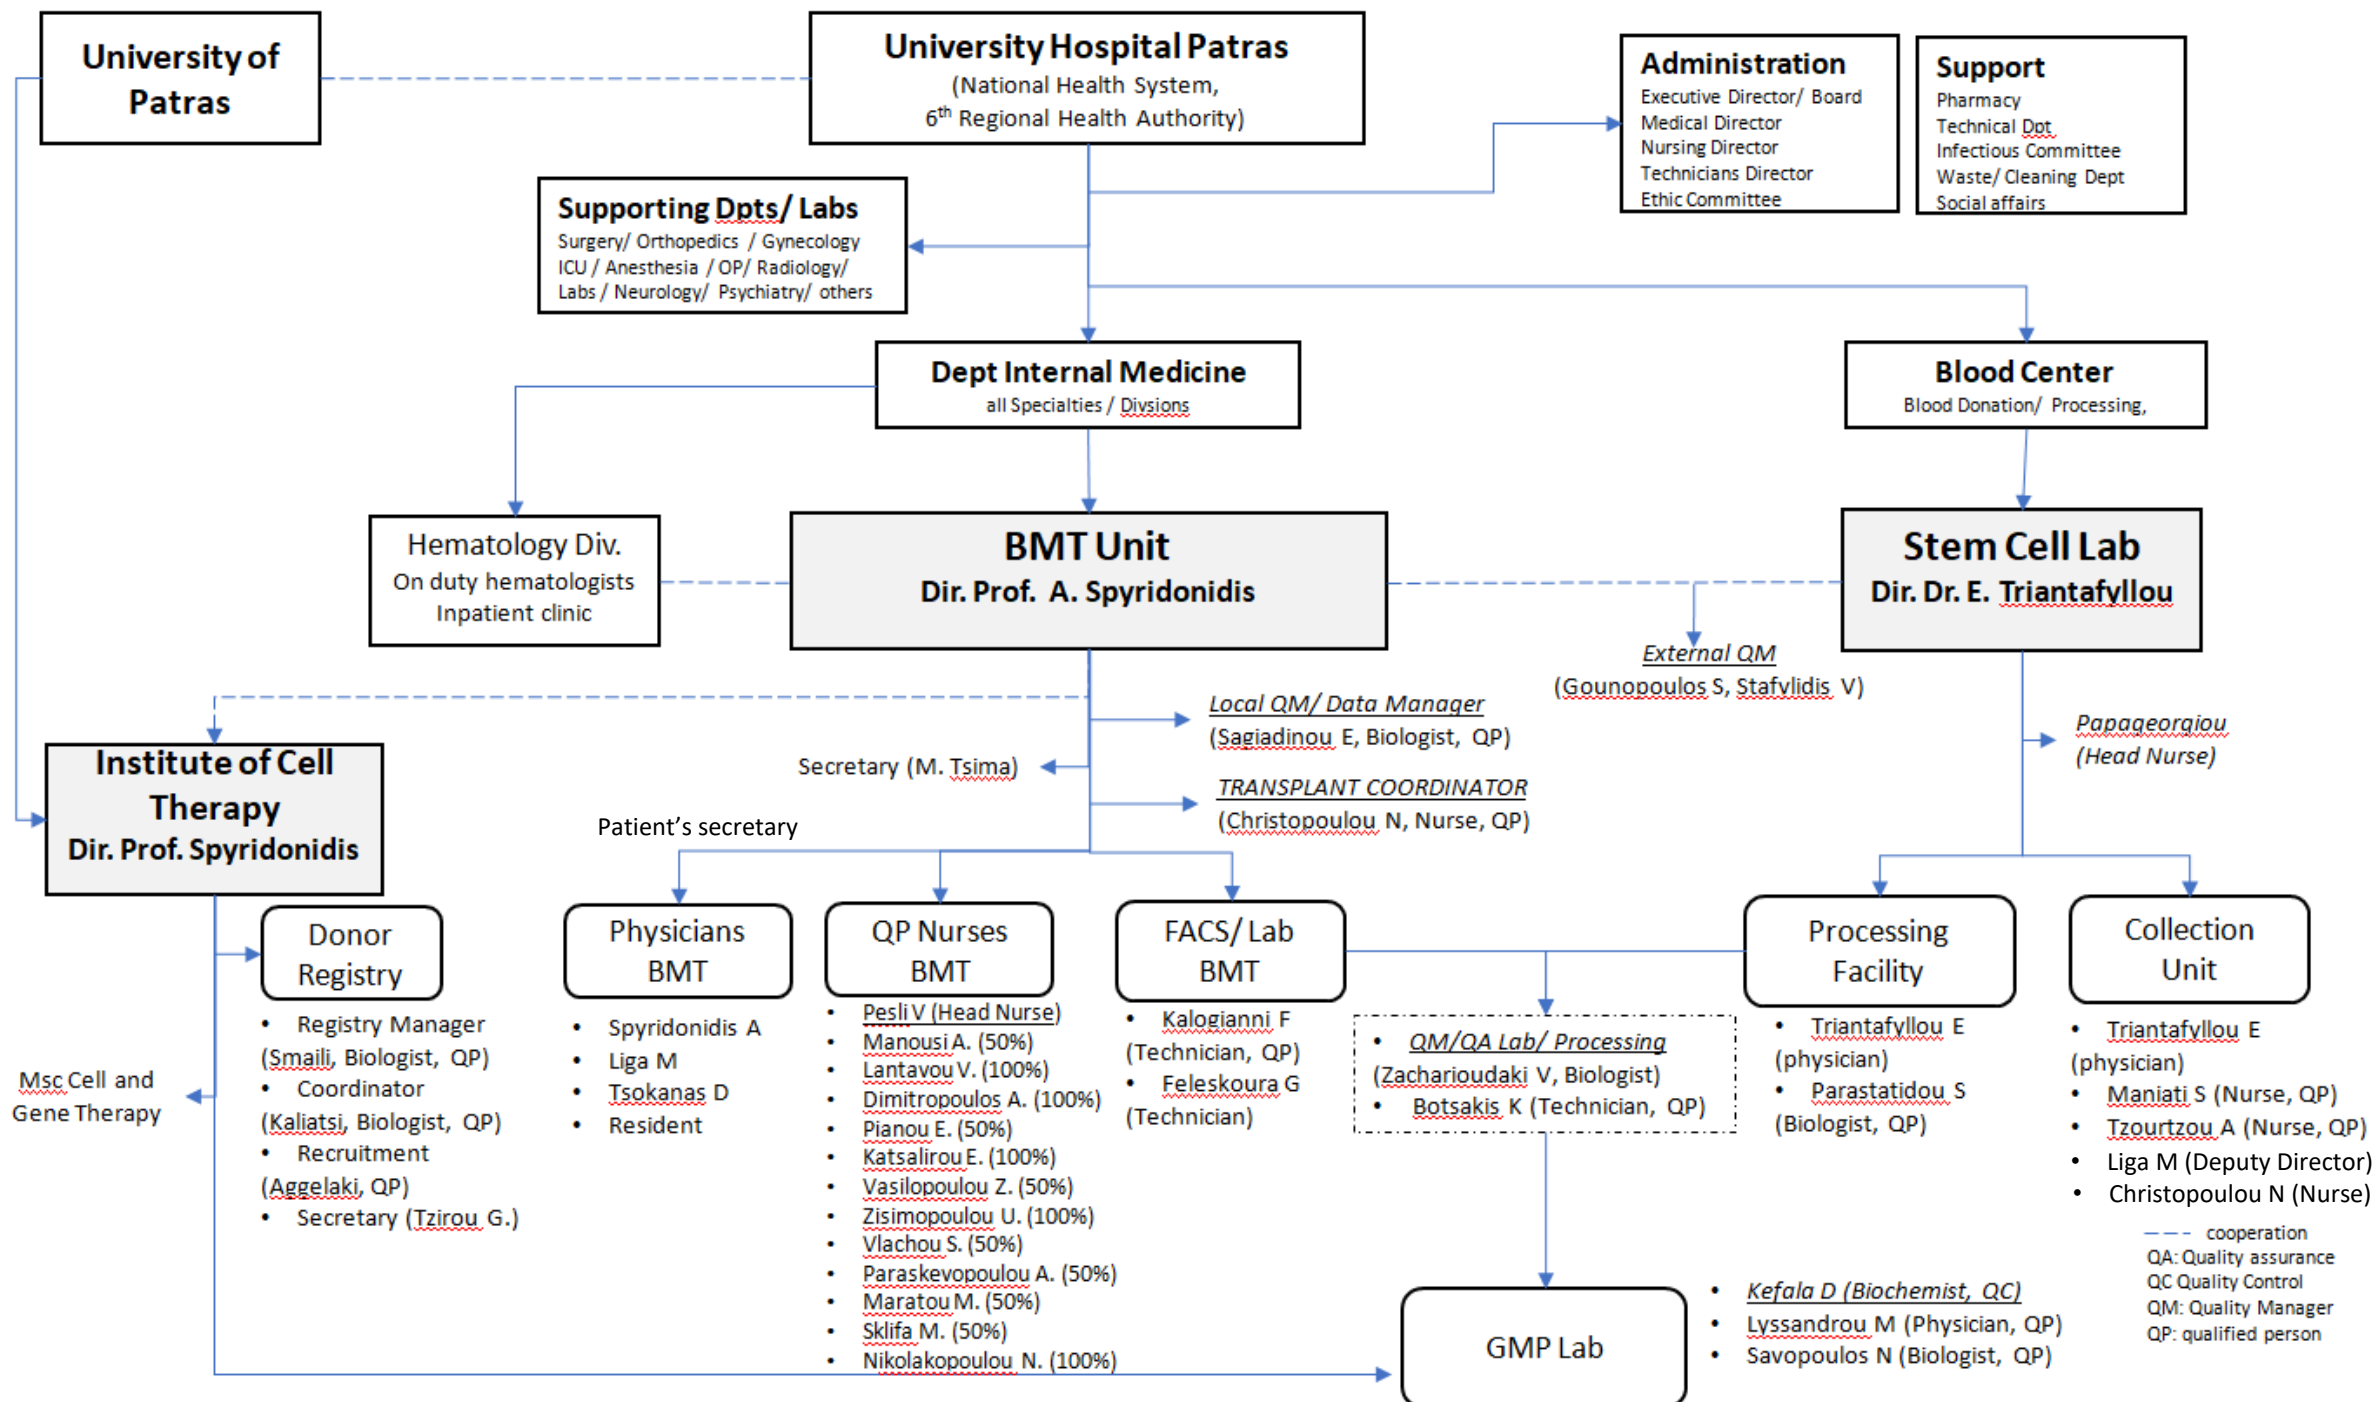 University of
Patras
University Hospital Patras
(National Health System,
6th Regional Health Authority)
Administration
Executive Director/ Board
Medical Director
Nursing Director
Technicians Director
Ethic Committee
Support
Pharmacy
Technical Dpt
Infectious Committee
Waste/ Cleaning Dept
Social affairs
Supporting Dpts/ Labs
Surgery/ Orthopedics / Gynecology
ICU / Anesthesia / OP/ Radiology/
Labs / Neurology/ Psychiatry/ others
Dept Internal Medicine
all Specialties / Divsions
Blood Center
Blood Donation/ Processing,
Hematology Div.
On duty hematologists
Inpatient clinic
BMT Unit
Dir. Prof. A. Spyridonidis
Stem Cell Lab
Dir. Dr. E. Triantafyllou
External QM
(Gounopoulos S, Stafylidis V)
Local QM/ Data Manager
(Sagiadinou E, Biologist, QP)
Secretary (M. Tsima)
TRANSPLANT COORDINATOR
(Christopoulou N, Nurse, QP)
Patient’s secretary
Papageorgiou
(Head Nurse)
Institute of Cell
Therapy
Dir. Prof. Spyridonidis
Donor
Registry
• Registry Manager
(Smaili, Biologist, QP)
• Coordinator
(Kaliatsi, Biologist, QP)
• Recruitment
(Aggelaki, QP)
• Secretary (Tzirou G.)
Msc Cell and
Gene Therapy
Physicians
BMT
• Spyridonidis A
• Liga M
• Tsokanas D
• Resident
QP Nurses
BMT
• Pesli V (Head Nurse)
• Manousi A. (50%)
• Lantavou V. (100%)
• Dimitropoulos A. (100%)
• Pianou E. (50%)
• Katsalirou E. (100%)
• Vasilopoulou Z. (50%)
• Zisimopoulou U. (100%)
• Vlachou S. (50%)
• Paraskevopoulou A. (50%)
• Maratou M. (50%)
• Sklifa M. (50%)
• Nikolakopoulou N. (100%)
FACS/ Lab
BMT
• Kalogianni F
(Technician, QP)
• Feleskoura G
(Technician)
• QM/QA Lab/ Processing
(Zacharioudaki V, Biologist)
• Botsakis K (Technician, QP)
Processing
Facility
• Triantafyllou E
(physician)
• Parastatidou S
(Biologist, QP)
Collection
Unit
• Triantafyllou E
(physician)
• Maniati S (Nurse, QP)
• Tzourtzou A (Nurse, QP)
• Liga M (Deputy Director)
• Christopoulou N (Nurse)
GMP Lab
• Kefala D (Biochemist, QC)
• Lyssandrou M (Physician, QP)
• Savopoulos N (Biologist, QP)
cooperation
QA: Quality assurance
QC Quality Control
QM: Quality Manager
QP: qualified person